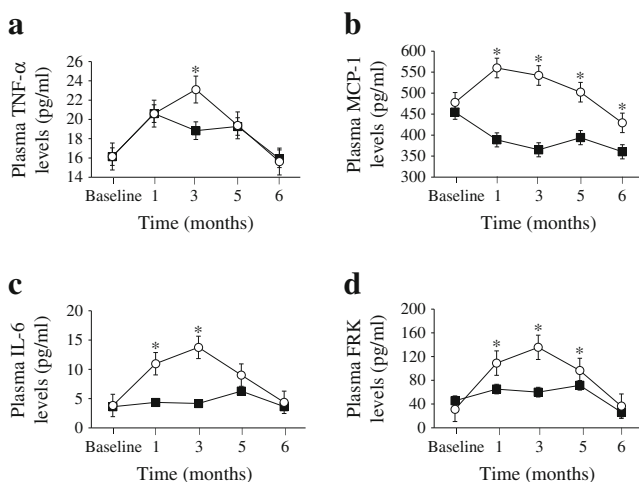 a
Plasma TNF-α
levels (pg/ml)
26
24
22
20
18
16
14
*
Baseline 1 3 5 6
Time (months)
b
Plasma MCP-1
levels (pg/ml)
600
550
500
450
400
350
300
* * * *
Baseline 1 3 5 6
Time (months)
c
Plasma IL-6
levels (pg/ml)
20
15
10
5
0
* *
Baseline 1 3 5 6
Time (months)
d
Plasma FRK
levels (pg/ml)
200
160
120
80
40
0
* * *
Baseline 1 3 5 6
Time (months)